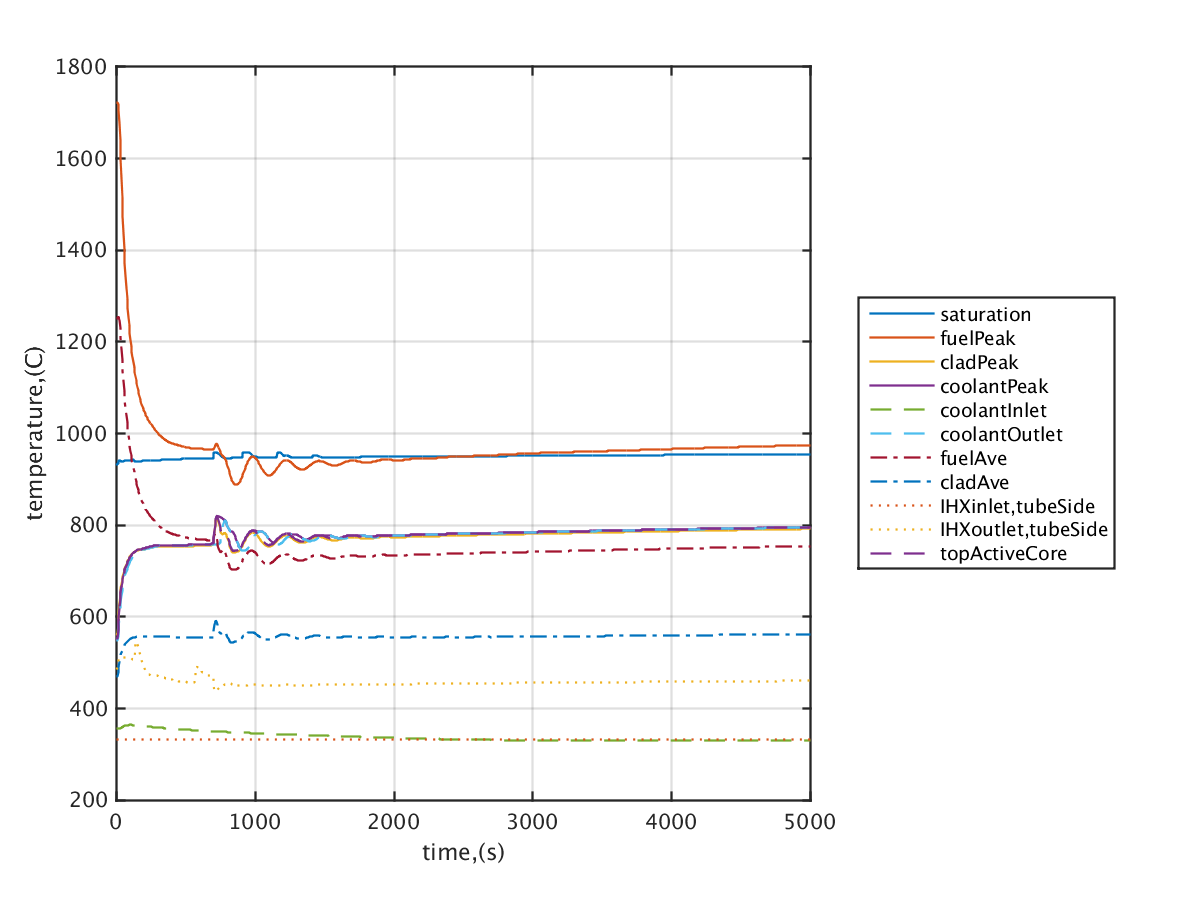 1800
1600
1400
1200
1000
800
600
400
200
temperature,(C)
0 1000 2000 3000 4000 5000
time,(s)
saturation
fuelPeak
cladPeak
coolantPeak
coolantInlet
coolantOutlet
fuelAve
cladAve
IHXinlet,tubeSide
IHXoutlet,tubeSide
topActiveCore